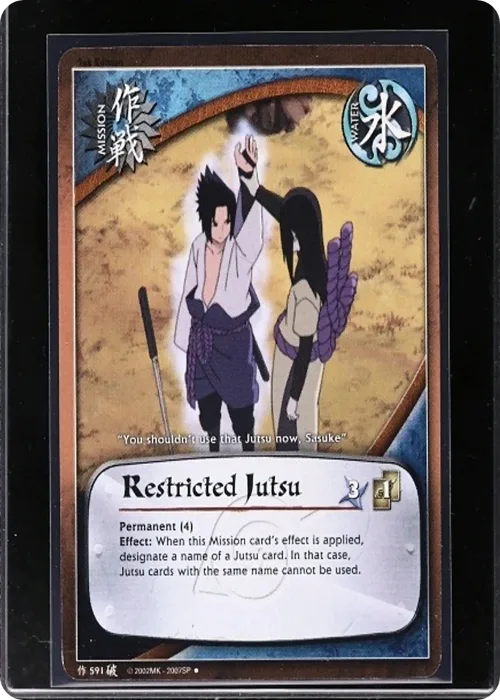 1st Edition
MISSION
作戦
WATER
水
"You shouldn't use that Jutsu now, Sasuke"
Restricted Jutsu
3
1
Permanent (4)
Effect: When this Mission card's effect is applied,
designate a name of a Jutsu card. In that case,
Jutsu cards with the same name cannot be used.
作 591 破 © 2002MK - 2007SP